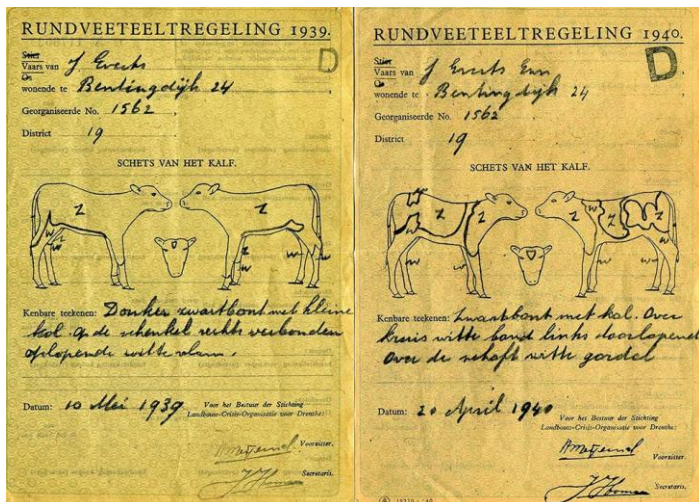 RUNDVEETEELTREGELING 1939.
D
Stier
Vaars van J Everts
Os
wonende te Bentingdijk 24
Georganiseerde No. 1562
District 19
SCHETS VAN HET KALF.
Z Z
W Z W W
W
Kenbare teekenen: Donker zwartbont met kleine
kol. Op de schenkel rechts verbonden
oplopende witte vlam.
Datum: 10 Mei 1939
Voor het Bestuur der Stichting
Landbouw-Crisis-Organisatie voor Drenthe:
Voorzitter.
Secretaris.
RUNDVEETEELTREGELING 1940.
D
Stier
Vaars van J Everts Ezn
Os
wonende te Bentingdijk 24
Georganiseerde No. 1562
District 19
SCHETS VAN HET KALF.
W Z Z Z W Z W Z
W
W W
Kenbare teekenen: Zwartbont met kol. Over
kruis witte band links doorlopend
Over de schoft witte gordel
Datum: 20 April 1940
Voor het Bestuur der Stichting
Landbouw-Crisis-Organisatie voor Drenthe:
Voorzitter.
Secretaris.